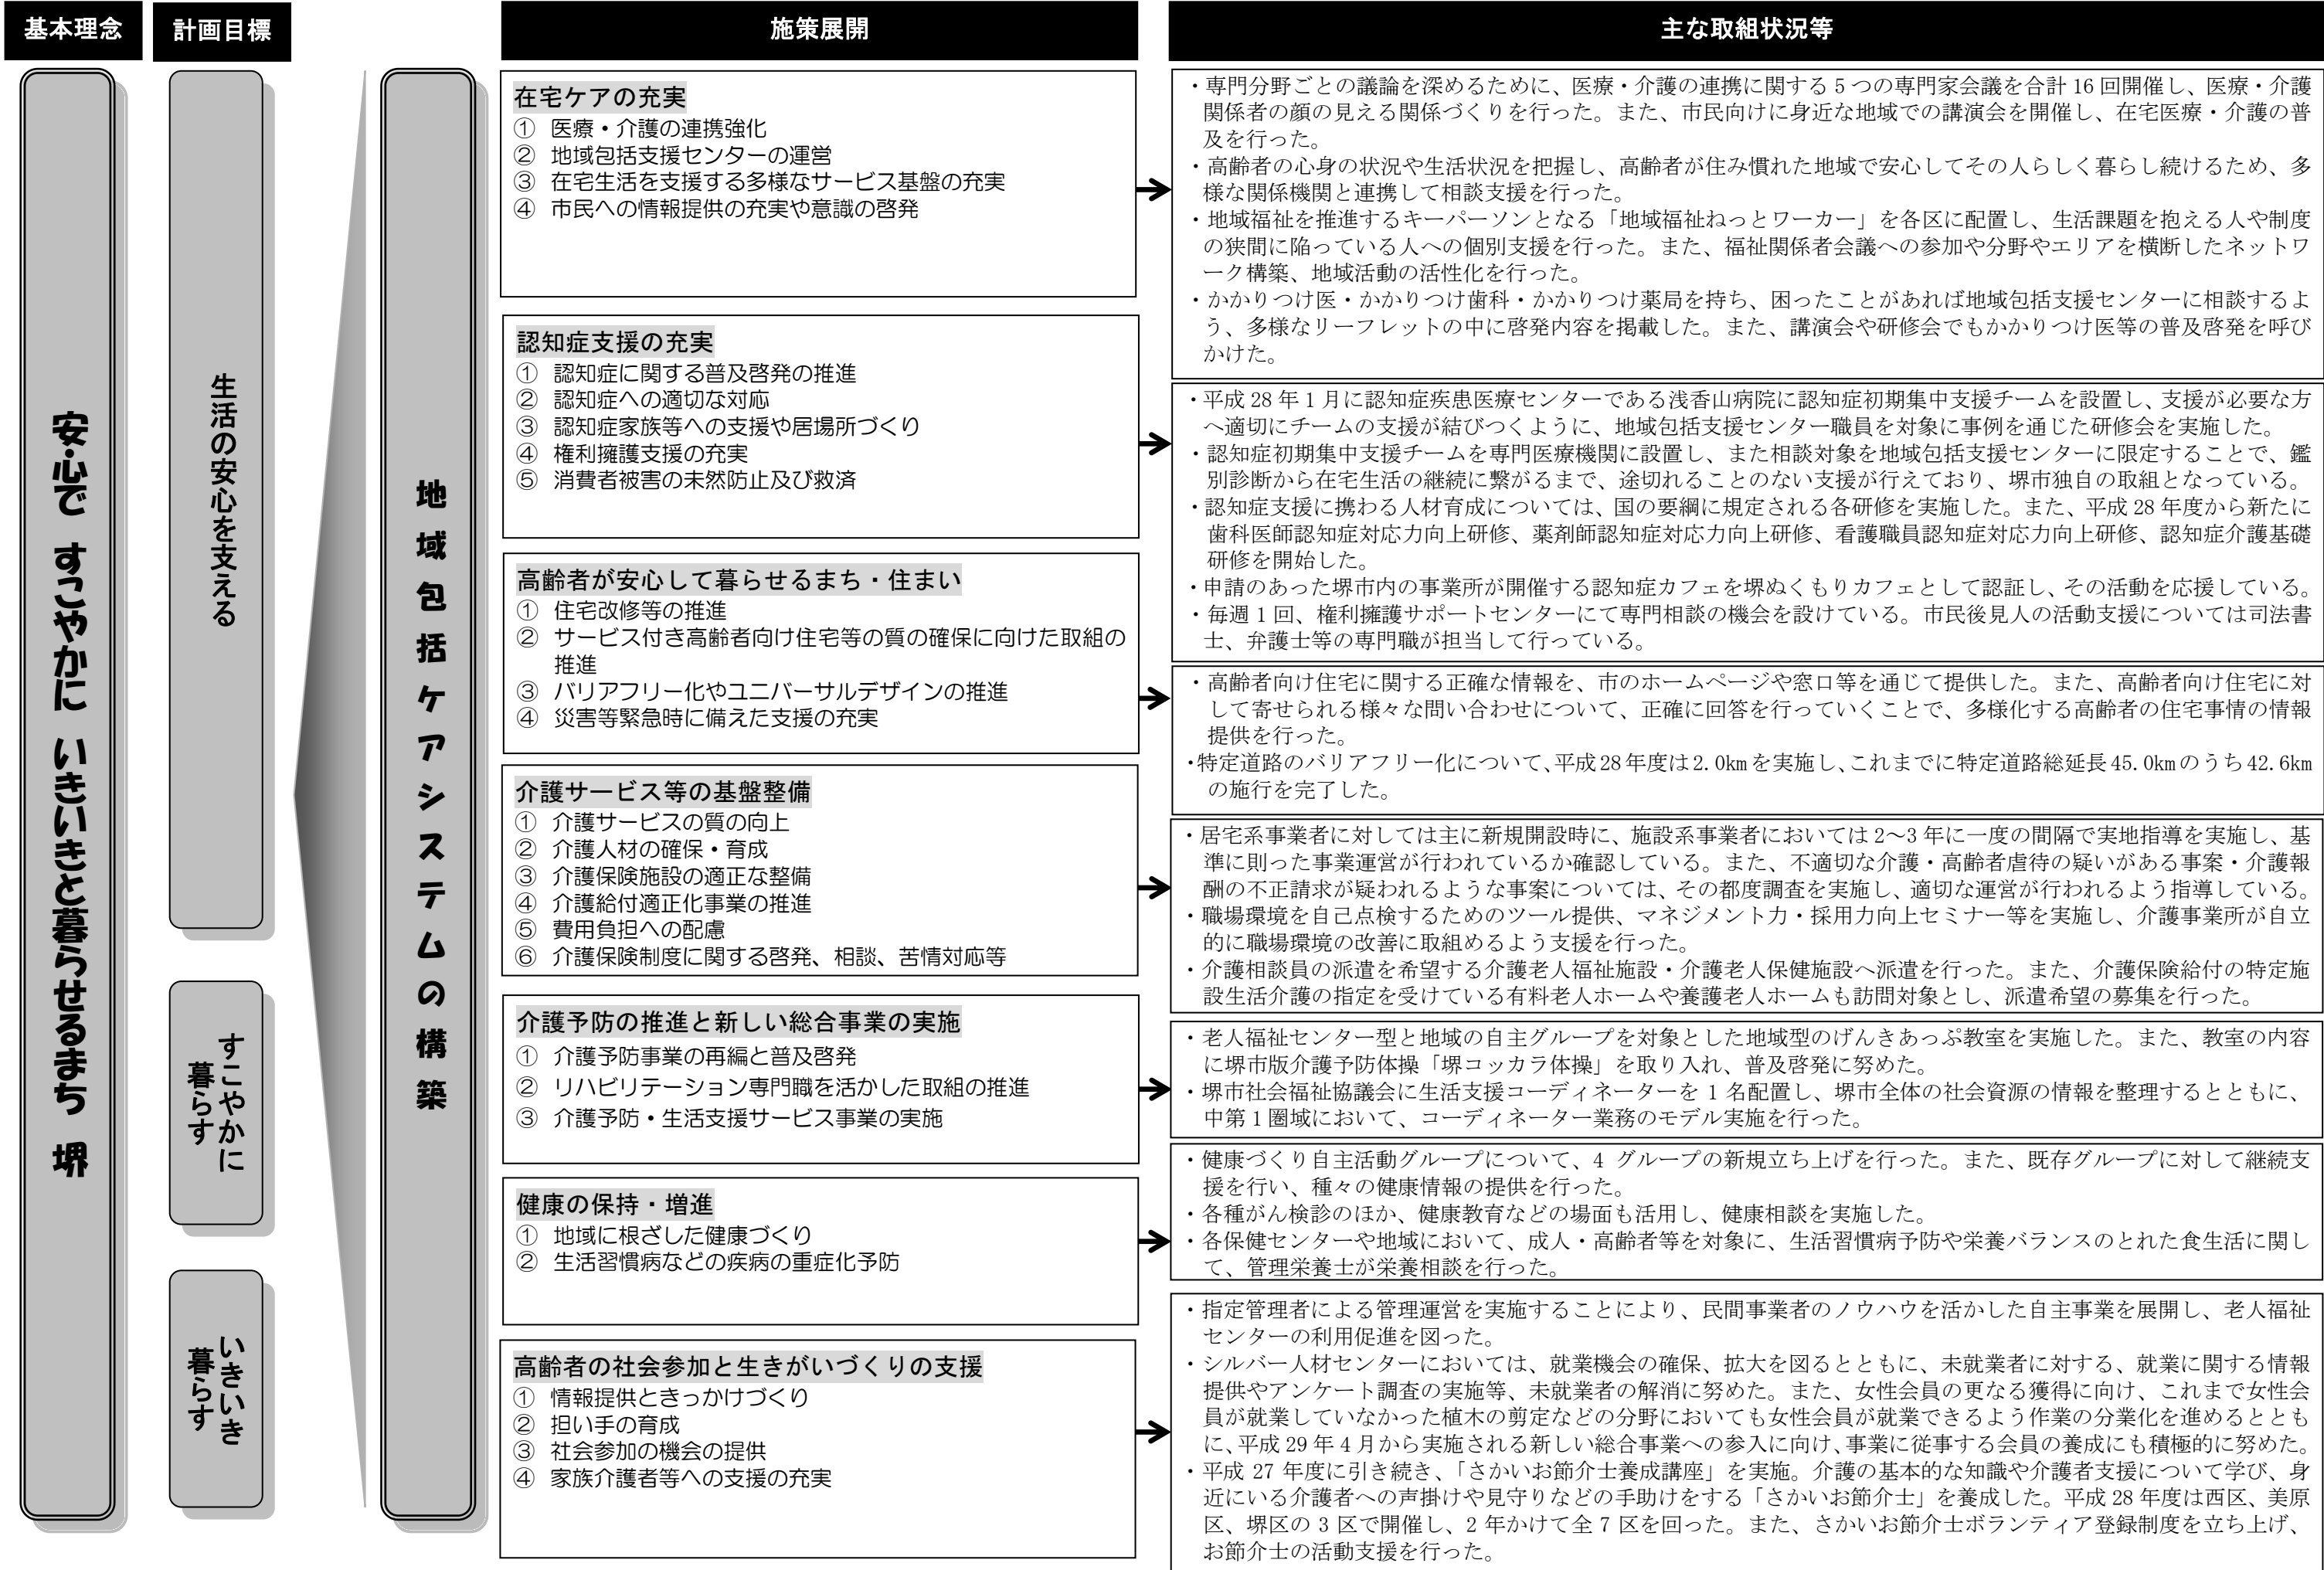 基本理念
計画目標
施策展開
主な取組状況等
安心で すこやかに いきいきと暮らせるまち 堺
生活の安心を支える
すこやかに
暮らす
いきいき
暮らす
地域包括ケアシステムの構築
在宅ケアの充実
① 医療・介護の連携強化
② 地域包括支援センターの運営
③ 在宅生活を支援する多様なサービス基盤の充実
④ 市民への情報提供の充実や意識の啓発
・専門分野ごとの議論を深めるために、医療・介護の連携に関する 5 つの専門家会議を合計 16 回開催し、医療・介護
関係者の顔の見える関係づくりを行った。また、市民向けに身近な地域での講演会を開催し、在宅医療・介護の普
及を行った。
・高齢者の心身の状況や生活状況を把握し、高齢者が住み慣れた地域で安心してその人らしく暮らし続けるため、多
様な関係機関と連携して相談支援を行った。
・地域福祉を推進するキーパーソンとなる「地域福祉ねっとワーカー」を各区に配置し、生活課題を抱える人や制度
の狭間に陥っている人への個別支援を行った。また、福祉関係者会議への参加や分野やエリアを横断したネットワ
ーク構築、地域活動の活性化を行った。
・かかりつけ医・かかりつけ歯科・かかりつけ薬局を持ち、困ったことがあれば地域包括支援センターに相談するよ
う、多様なリーフレットの中に啓発内容を掲載した。また、講演会や研修会でもかかりつけ医等の普及啓発を呼び
かけた。
認知症支援の充実
① 認知症に関する普及啓発の推進
② 認知症への適切な対応
③ 認知症家族等への支援や居場所づくり
④ 権利擁護支援の充実
⑤ 消費者被害の未然防止及び救済
・平成 28 年 1 月に認知症疾患医療センターである浅香山病院に認知症初期集中支援チームを設置し、支援が必要な方
へ適切にチームの支援が結びつくように、地域包括支援センター職員を対象に事例を通じた研修会を実施した。
・認知症初期集中支援チームを専門医療機関に設置し、また相談対象を地域包括支援センターに限定することで、鑑
別診断から在宅生活の継続に繋がるまで、途切れることのない支援が行えており、堺市独自の取組となっている。
・認知症支援に携わる人材育成については、国の要綱に規定される各研修を実施した。また、平成 28 年度から新たに
歯科医師認知症対応力向上研修、薬剤師認知症対応力向上研修、看護職員認知症対応力向上研修、認知症介護基礎
研修を開始した。
・申請のあった堺市内の事業所が開催する認知症カフェを堺ぬくもりカフェとして認証し、その活動を応援している。
・毎週 1 回、権利擁護サポートセンターにて専門相談の機会を設けている。市民後見人の活動支援については司法書
士、弁護士等の専門職が担当して行っている。
高齢者が安心して暮らせるまち・住まい
① 住宅改修等の推進
② サービス付き高齢者向け住宅等の質の確保に向けた取組の
推進
③ バリアフリー化やユニバーサルデザインの推進
④ 災害等緊急時に備えた支援の充実
・高齢者向け住宅に関する正確な情報を、市のホームページや窓口等を通じて提供した。また、高齢者向け住宅に対
して寄せられる様々な問い合わせについて、正確に回答を行っていくことで、多様化する高齢者の住宅事情の情報
提供を行った。
・特定道路のバリアフリー化について、平成 28 年度は 2.0km を実施し、これまでに特定道路総延長 45.0km のうち 42.6km
の施行を完了した。
介護サービス等の基盤整備
① 介護サービスの質の向上
② 介護人材の確保・育成
③ 介護保険施設の適正な整備
④ 介護給付適正化事業の推進
⑤ 費用負担への配慮
⑥ 介護保険制度に関する啓発、相談、苦情対応等
・居宅系事業者に対しては主に新規開設時に、施設系事業者においては 2～3 年に一度の間隔で実地指導を実施し、基
準に則った事業運営が行われているか確認している。また、不適切な介護・高齢者虐待の疑いがある事案・介護報
酬の不正請求が疑われるような事案については、その都度調査を実施し、適切な運営が行われるよう指導している。
・職場環境を自己点検するためのツール提供、マネジメント力・採用力向上セミナー等を実施し、介護事業所が自立
的に職場環境の改善に取組めるよう支援を行った。
・介護相談員の派遣を希望する介護老人福祉施設・介護老人保健施設へ派遣を行った。また、介護保険給付の特定施
設生活介護の指定を受けている有料老人ホームや養護老人ホームも訪問対象とし、派遣希望の募集を行った。
介護予防の推進と新しい総合事業の実施
① 介護予防事業の再編と普及啓発
② リハビリテーション専門職を活かした取組の推進
③ 介護予防・生活支援サービス事業の実施
・老人福祉センター型と地域の自主グループを対象とした地域型のげんきあっぷ教室を実施した。また、教室の内容
に堺市版介護予防体操「堺コッカラ体操」を取り入れ、普及啓発に努めた。
・堺市社会福祉協議会に生活支援コーディネーターを 1 名配置し、堺市全体の社会資源の情報を整理するとともに、
中第 1 圏域において、コーディネーター業務のモデル実施を行った。
健康の保持・増進
① 地域に根ざした健康づくり
② 生活習慣病などの疾病の重症化予防
・健康づくり自主活動グループについて、4 グループの新規立ち上げを行った。また、既存グループに対して継続支
援を行い、種々の健康情報の提供を行った。
・各種がん検診のほか、健康教育などの場面も活用し、健康相談を実施した。
・各保健センターや地域において、成人・高齢者等を対象に、生活習慣病予防や栄養バランスのとれた食生活に関し
て、管理栄養士が栄養相談を行った。
高齢者の社会参加と生きがいづくりの支援
① 情報提供ときっかけづくり
② 担い手の育成
③ 社会参加の機会の提供
④ 家族介護者等への支援の充実
・指定管理者による管理運営を実施することにより、民間事業者のノウハウを活かした自主事業を展開し、老人福祉
センターの利用促進を図った。
・シルバー人材センターにおいては、就業機会の確保、拡大を図るとともに、未就業者に対する、就業に関する情報
提供やアンケート調査の実施等、未就業者の解消に努めた。また、女性会員の更なる獲得に向け、これまで女性会
員が就業していなかった植木の剪定などの分野においても女性会員が就業できるよう作業の分業化を進めるととも
に、平成 29 年 4 月から実施される新しい総合事業への参入に向け、事業に従事する会員の養成にも積極的に努めた。
・平成 27 年度に引き続き、「さかいお節介士養成講座」を実施。介護の基本的な知識や介護者支援について学び、身
近にいる介護者への声掛けや見守りなどの手助けをする「さかいお節介士」を養成した。平成 28 年度は西区、美原
区、堺区の 3 区で開催し、2 年かけて全 7 区を回った。また、さかいお節介士ボランティア登録制度を立ち上げ、
お節介士の活動支援を行った。